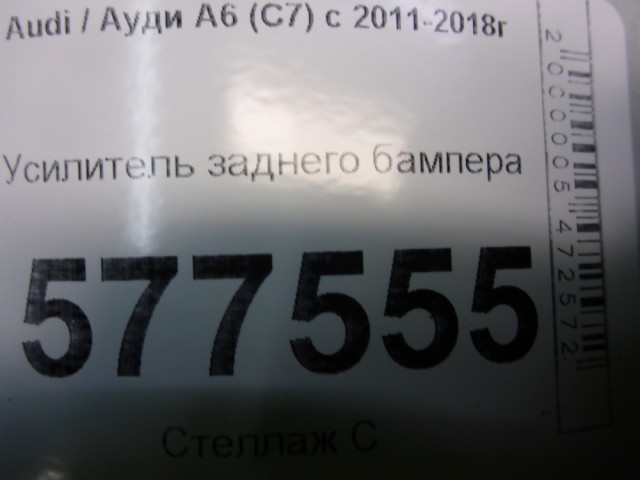 Audi / Ауди А6 (С7) с 2011-2018г
Усилитель заднего бампера
577555
Стеллаж С
2000005472572